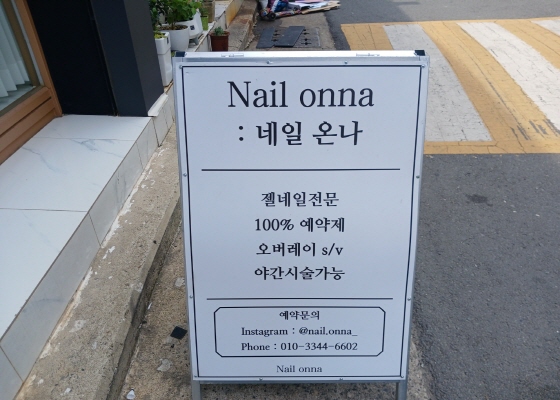 Nail onna
: 네일 온나
젤네일전문
100% 예약제
오버레이 s/v
야간시술가능
예약문의
Instagram : @nail.onna_
Phone : 010-3344-6602
Nail onna